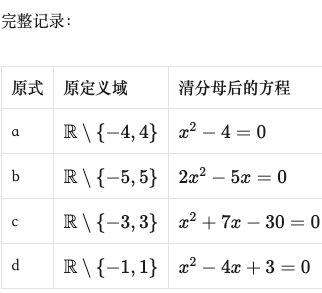 完整记录：
原式 原定义域 清分母后的方程
a ℝ \ {−4, 4} x² − 4 = 0
b ℝ \ {−5, 5} 2x² − 5x = 0
c ℝ \ {−3, 3} x² + 7x − 30 = 0
d ℝ \ {−1, 1} x² − 4x + 3 = 0